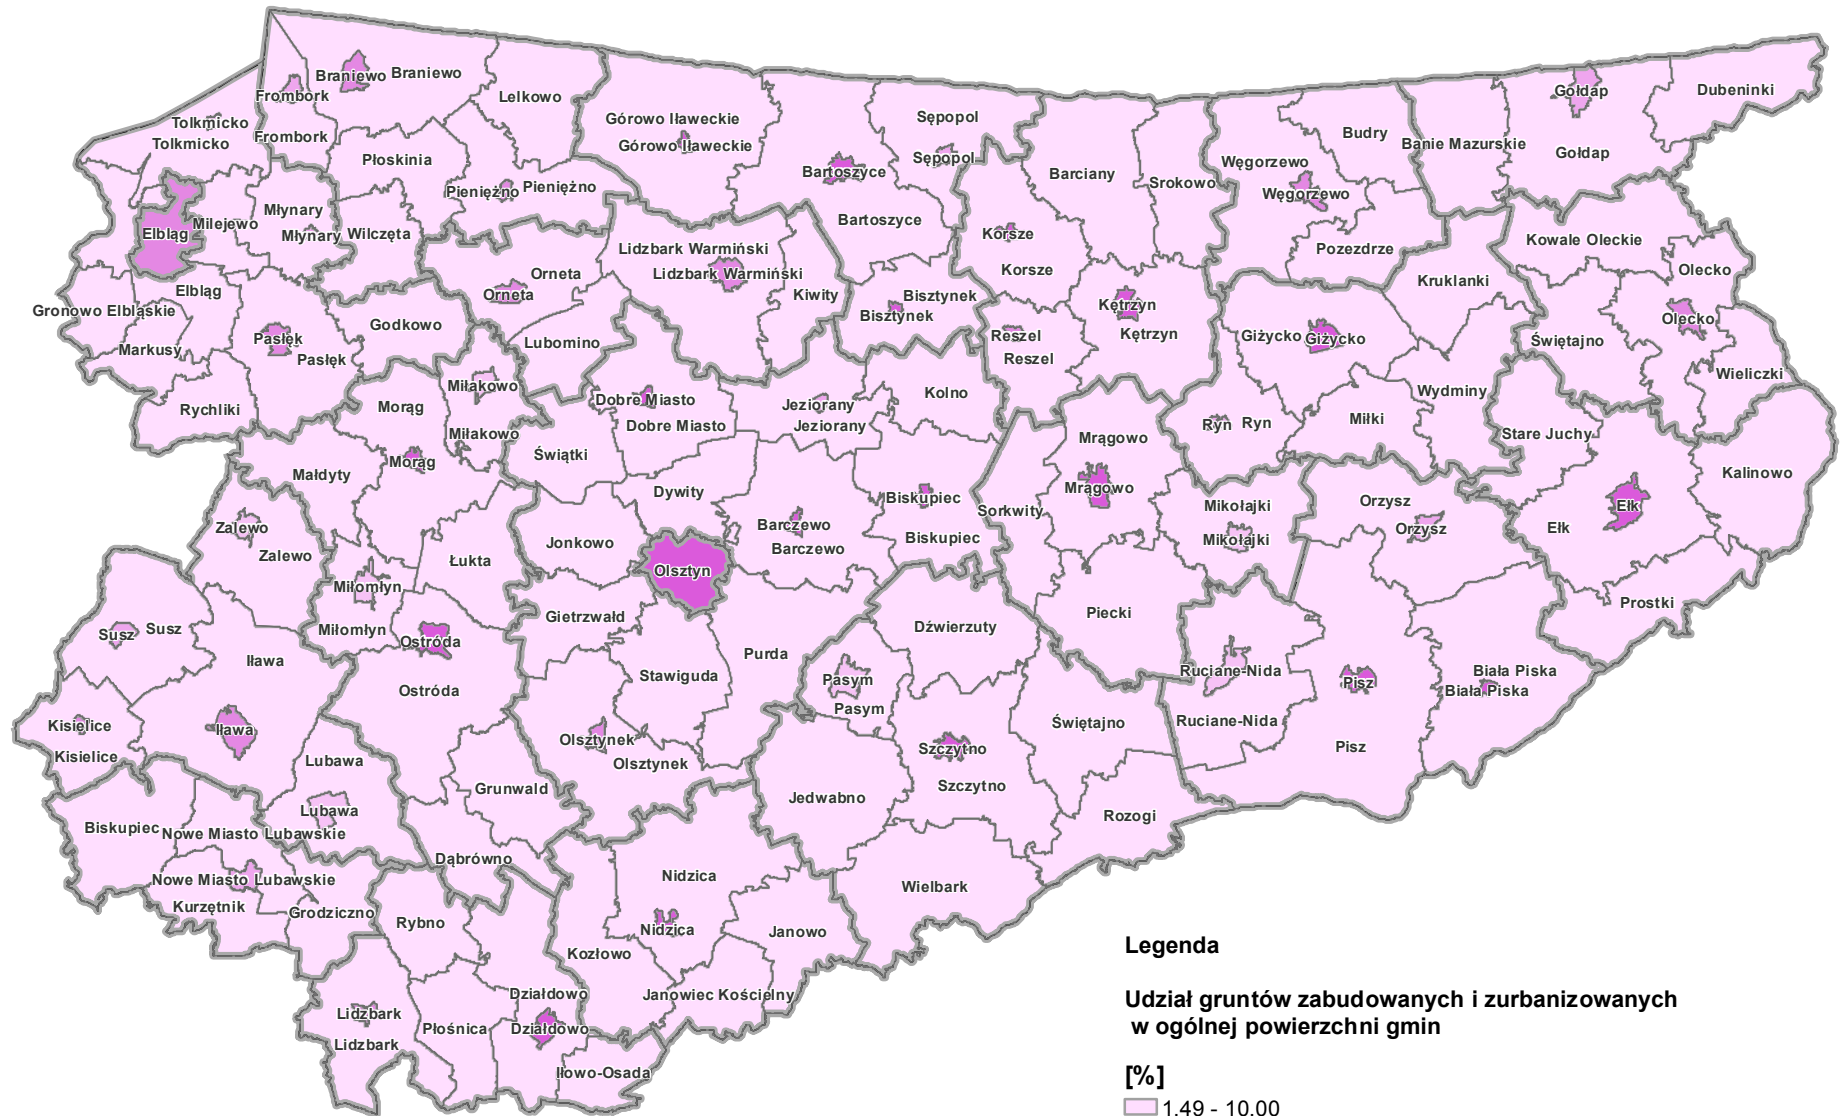 Braniewo Braniewo
Frombork
Lelkowo
Tolkmicko
Tolkmicko
Frombork
Płoskinia
Górowo Iławeckie
Górowo Iławeckie
Sępopol
Sępopol
Bartoszyce
Bartoszyce
Barciany
Srokowo
Węgorzewo
Węgorzewo
Budry
Banie Mazurskie
Gołdap
Gołdap
Dubeninki
Pieniężno Pieniężno
Młynary
Młynary
Milejewo
Elbląg
Wilczęta
Elbląg
Gronowo Elbląskie
Markusy
Pasłęk
Pasłęk
Godkowo
Rychliki
Orneta
Orneta
Lidzbark Warmiński
Lidzbark Warmiński
Kiwity
Lubomino
Bisztynek
Bisztynek
Korsze
Korsze
Kętrzyn
Kętrzyn
Reszel
Reszel
Pozezdrze
Kruklanki
Giżycko Giżycko
Kowale Oleckie
Olecko
Olecko
Świętajno
Wieliczki
Wydminy
Miłki
Ryn Ryn
Stare Juchy
Kalinowo
Ełk
Ełk
Prostki
Miłakowo
Miłakowo
Morąg
Morąg
Małdyty
Zalewo
Zalewo
Łukta
Miłomłyn
Miłomłyn
Ostróda
Ostróda
Świątki
Dobre Miasto
Dobre Miasto
Jeziorany
Jeziorany
Kolno
Dywity
Jonkowo
Barczewo
Barczewo
Biskupiec
Biskupiec
Olsztyn
Gietrzwałd
Stawiguda
Purda
Olsztynek
Olsztynek
Mrągowo
Mrągowo
Sorkwity
Mikołajki
Mikołajki
Piecki
Orzysz
Orzysz
Ruciane-Nida
Ruciane-Nida
Pisz
Pisz
Biała Piska
Biała Piska
Dźwierzuty
Pasym
Pasym
Szczytno
Szczytno
Świętajno
Jedwabno
Rozogi
Wielbark
Susz Susz
Iława
Iława
Kisielice
Kisielice
Lubawa
Lubawa
Biskupiec
Nowe Miasto Lubawskie
Nowe Miasto Lubawskie
Kurzętnik
Grodziczno
Grunwald
Dąbrówno
Rybno
Lidzbark
Lidzbark
Płośnica
Działdowo
Działdowo
Iłowo-Osada
Nidzica
Nidzica
Kozłowo
Janowo
Janowiec Kościelny
Legenda
Udział gruntów zabudowanych i zurbanizowanych
w ogólnej powierzchni gmin
[%]
1,49 - 10,00